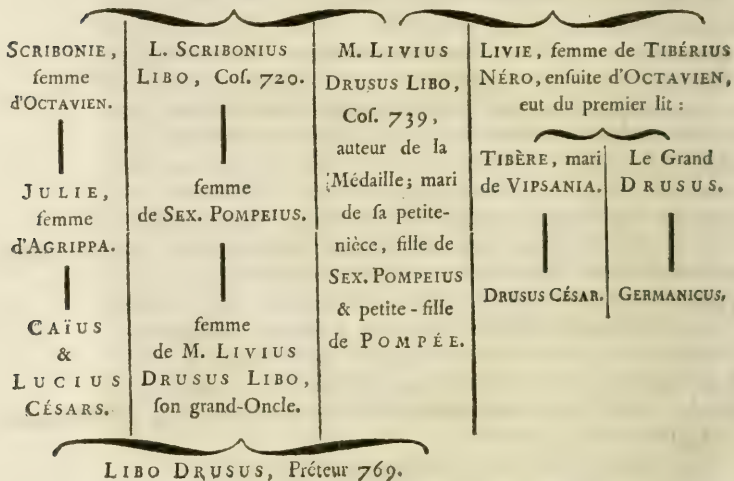 SCRIBONIE,
femme
d'OCTAVIEN.
JULIE,
femme
d'AGRIPPA.
CAÏUS
&
LUCIUS
CÉSARS.
L. SCRIBONIUS
LIBO, Coſ. 720.
femme
de SEX. POMPEIUS.
femme
de M. LIVIUS
DRUSUS LIBO,
ſon grand-Oncle.
M. LIVIUS
DRUSUS LIBO,
Coſ. 739,
auteur de la
Médaille; mari
de ſa petite-
nièce, fille de
SEX. POMPEIUS
& petite-fille
de POMPÉE.
LIVIE, femme de TIBÉRIUS
NÉRO, enſuite d'OCTAVIEN,
eut du premier lit :
TIBÈRE, mari
de VIPSANIA.
DRUSUS CÉSAR.
Le Grand
DRUSUS.
GERMANICUS,
LIBO DRUSUS, Préteur 769.